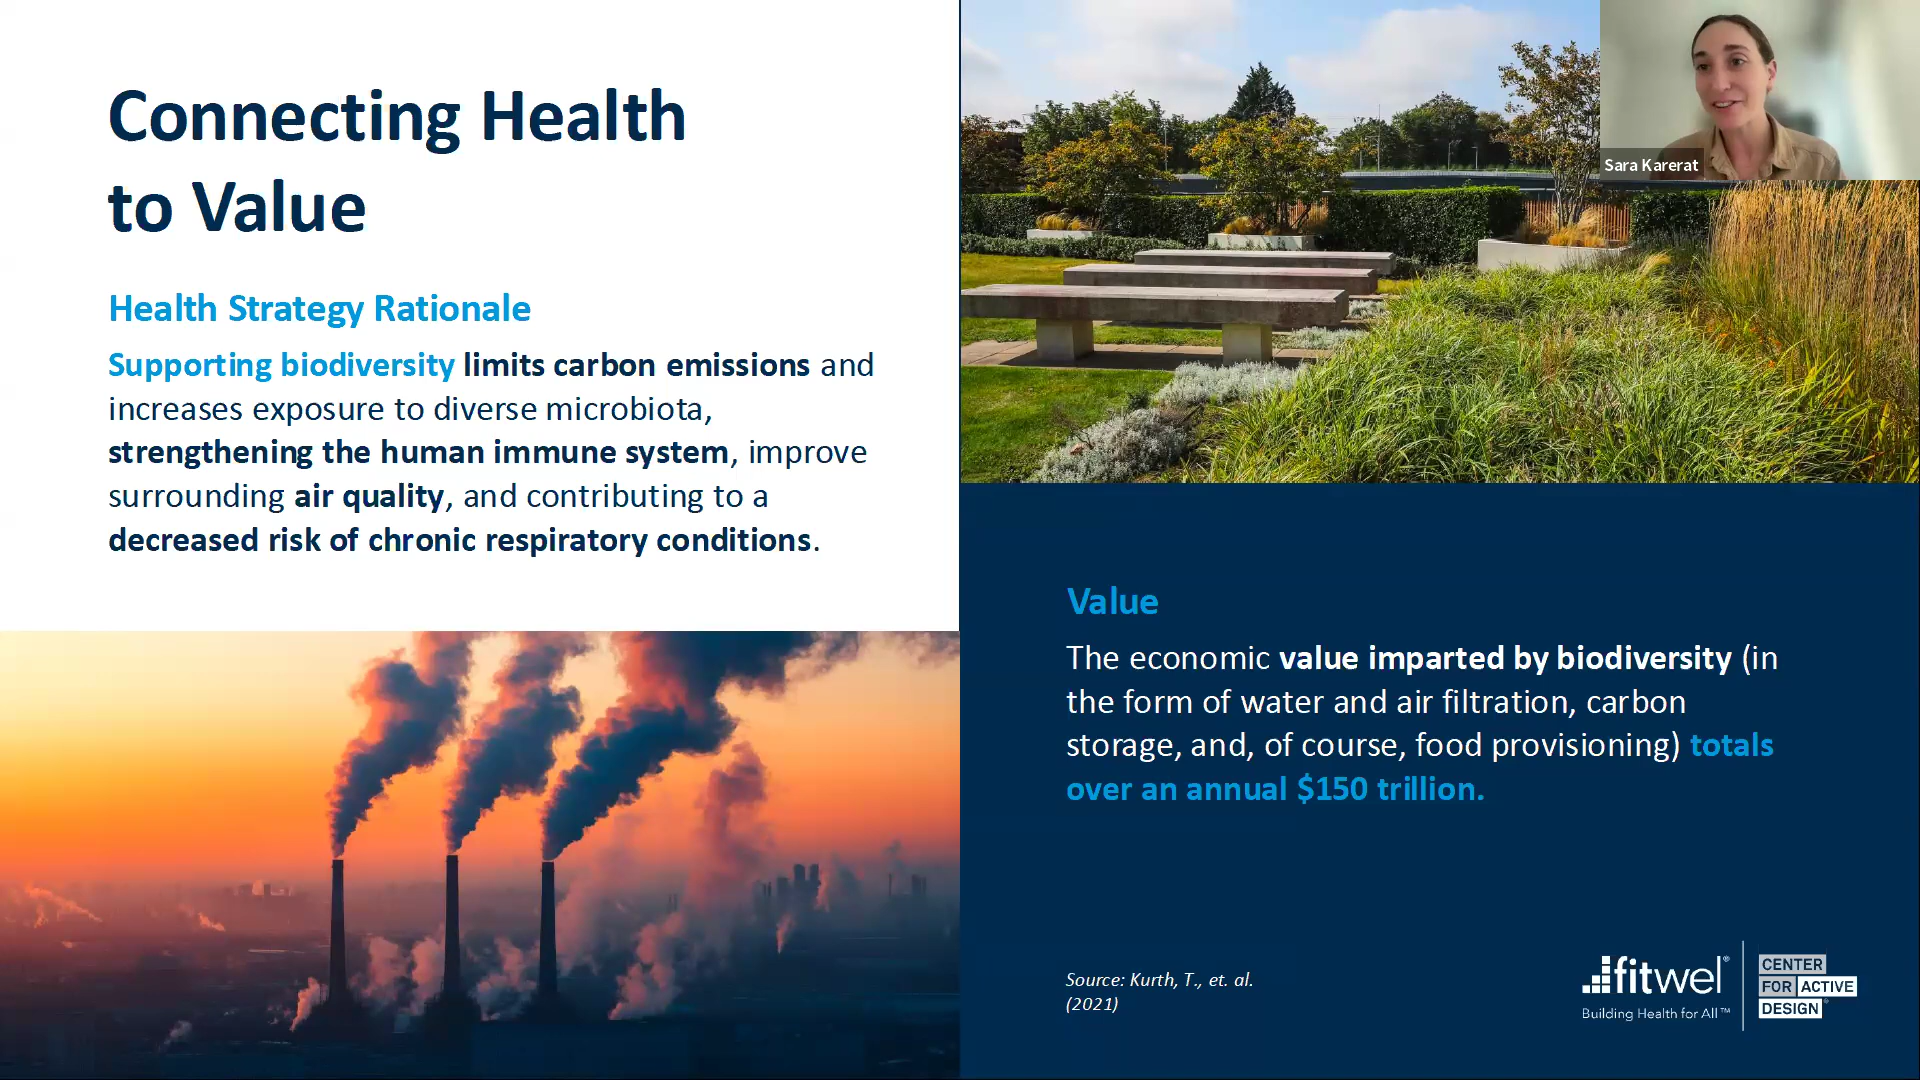 Connecting Health
to Value
Health Strategy Rationale
Supporting biodiversity limits carbon emissions and
increases exposure to diverse microbiota,
strengthening the human immune system, improve
surrounding air quality, and contributing to a
decreased risk of chronic respiratory conditions.
Sara Karerat
Value
The economic value imparted by biodiversity (in
the form of water and air filtration, carbon
storage, and, of course, food provisioning) totals
over an annual $150 trillion.
Source: Kurth, T., et. al.
(2021)
fitwel®
Building Health for All™
CENTER
FOR ACTIVE
DESIGN®